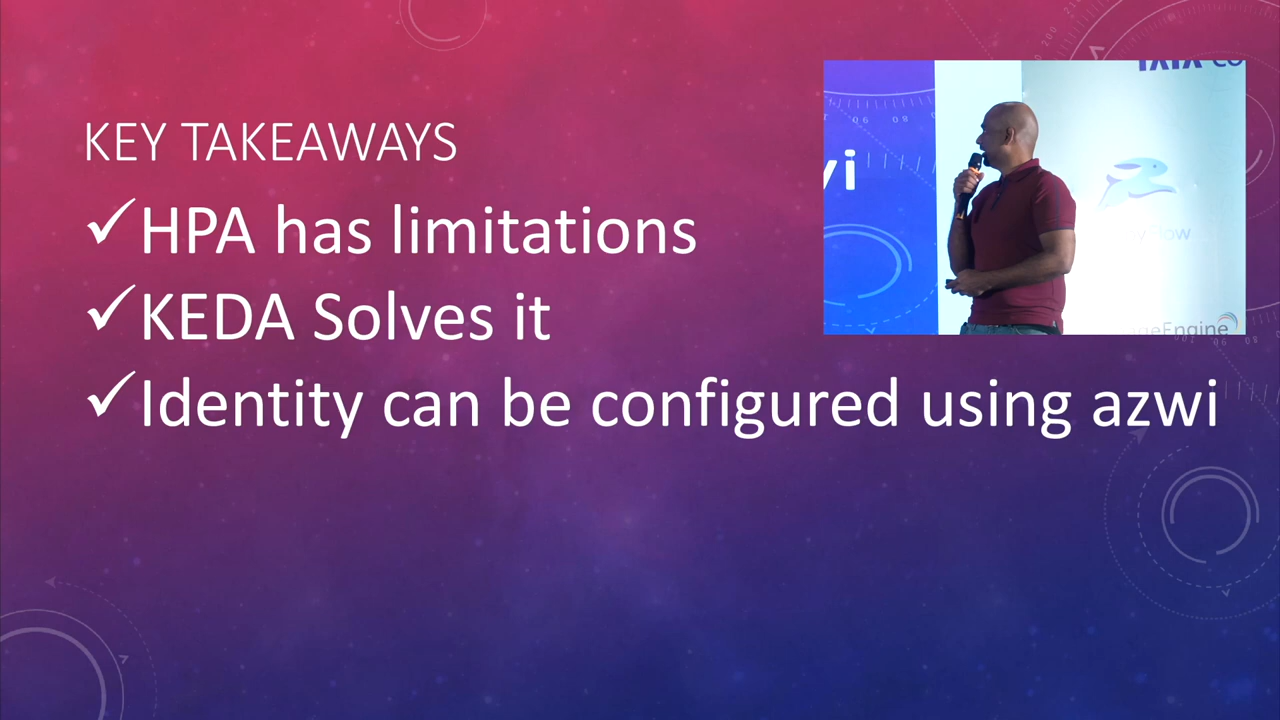 KEY TAKEAWAYS
✓HPA has limitations
✓KEDA Solves it
✓Identity can be configured using azwi